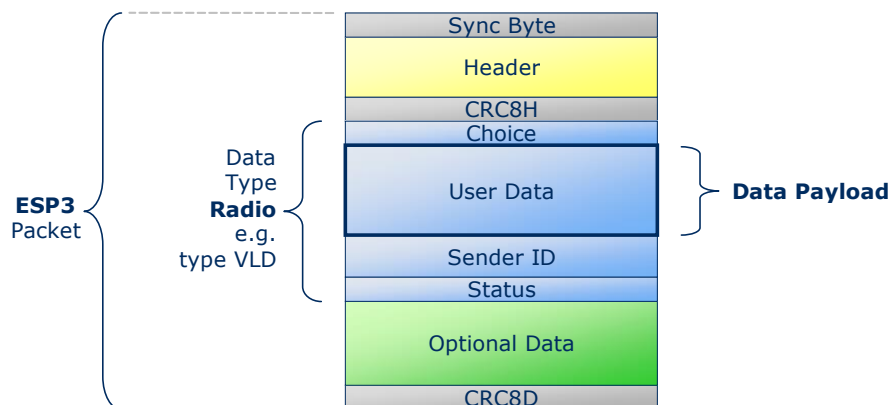 Sync Byte
Header
CRC8H
Choice
Data
Type
Radio
e.g.
type VLD
User Data
Data Payload
ESP3
Packet
Sender ID
Status
Optional Data
CRC8D